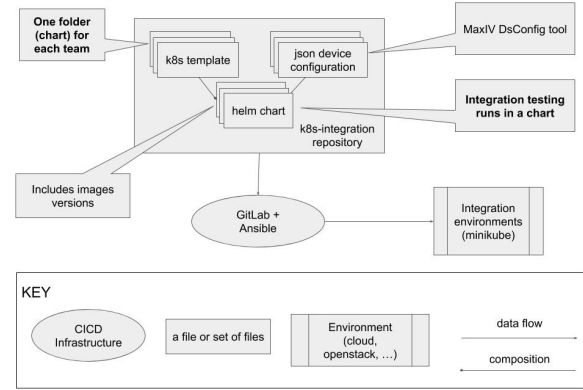 One folder
(chart) for
each team
k8s template
json device
configuration
MaxIV DsConfig tool
helm chart
Integration testing
runs in a chart
k8s-integration
repository
Includes images
versions
GitLab +
Ansible
Integration
environments
(minikube)
KEY
CICD
Infrastructure
a file or set of files
Environment
(cloud,
openstack, …)
data flow
composition